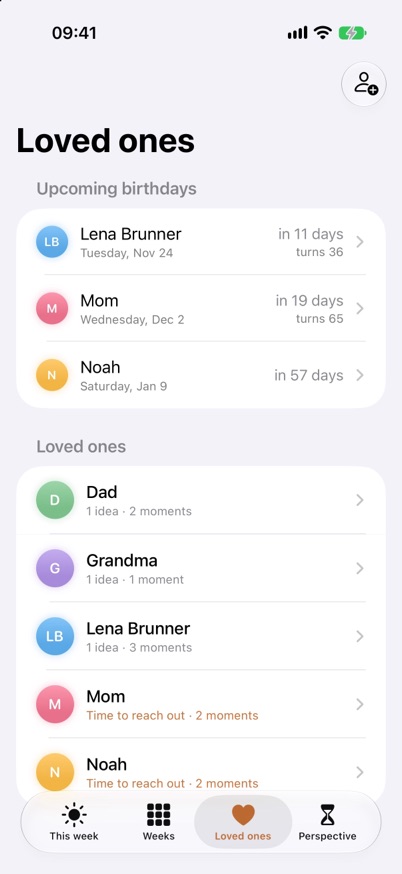 09:41
Loved ones
Upcoming birthdays
LB
Lena Brunner
in 11 days
Tuesday, Nov 24
turns 36
M
Mom
in 19 days
Wednesday, Dec 2
turns 65
N
Noah
in 57 days
Saturday, Jan 9
Loved ones
D
Dad
1 idea · 2 moments
G
Grandma
1 idea · 1 moment
LB
Lena Brunner
1 idea · 3 moments
M
Mom
Time to reach out · 2 moments
N
Noah
Time to reach out · 2 moments
This week
Weeks
Loved ones
Perspective